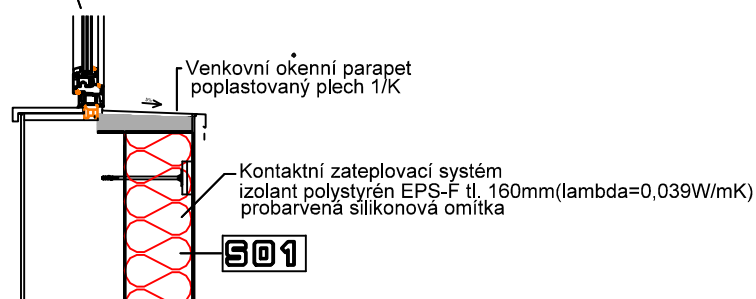 Venkovní okenní parapet
poplastovaný plech 1/K
Kontaktní zateplovací systém
izolant polystyrén EPS-F tl. 160mm(lambda=0,039W/mK)
probarvená silikonová omítka
S01